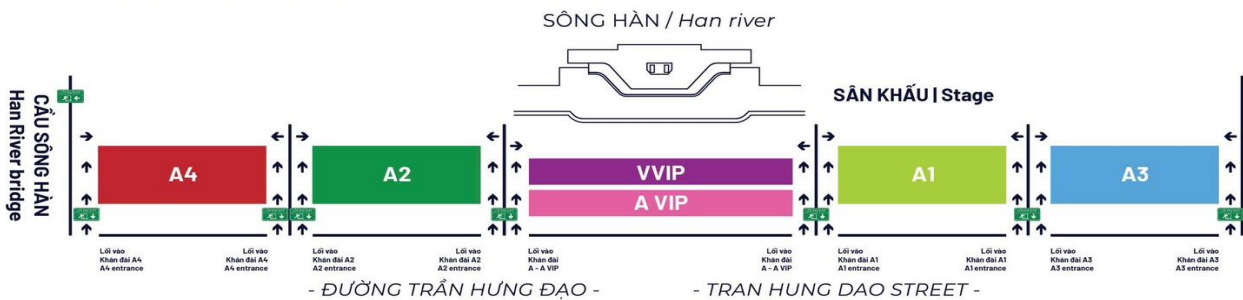 SÔNG HÀN / Han river
SÂN KHẤU | Stage
CẦU SÔNG HÀN
Han River bridge
A4
A2
VVIP
A VIP
A1
A3
Lối vào
Khán đài A4
A4 entrance
Lối vào
Khán đài A4
A4 entrance
Lối vào
Khán đài A2
A2 entrance
Lối vào
Khán đài A2
A2 entrance
Lối vào
Khán đài
A - A VIP
Lối vào
Khán đài
A - A VIP
Lối vào
Khán đài A1
A1 entrance
Lối vào
Khán đài A1
A1 entrance
Lối vào
Khán đài A3
A3 entrance
Lối vào
Khán đài A3
A3 entrance
- ĐƯỜNG TRẦN HƯNG ĐẠO -
- TRAN HUNG DAO STREET -